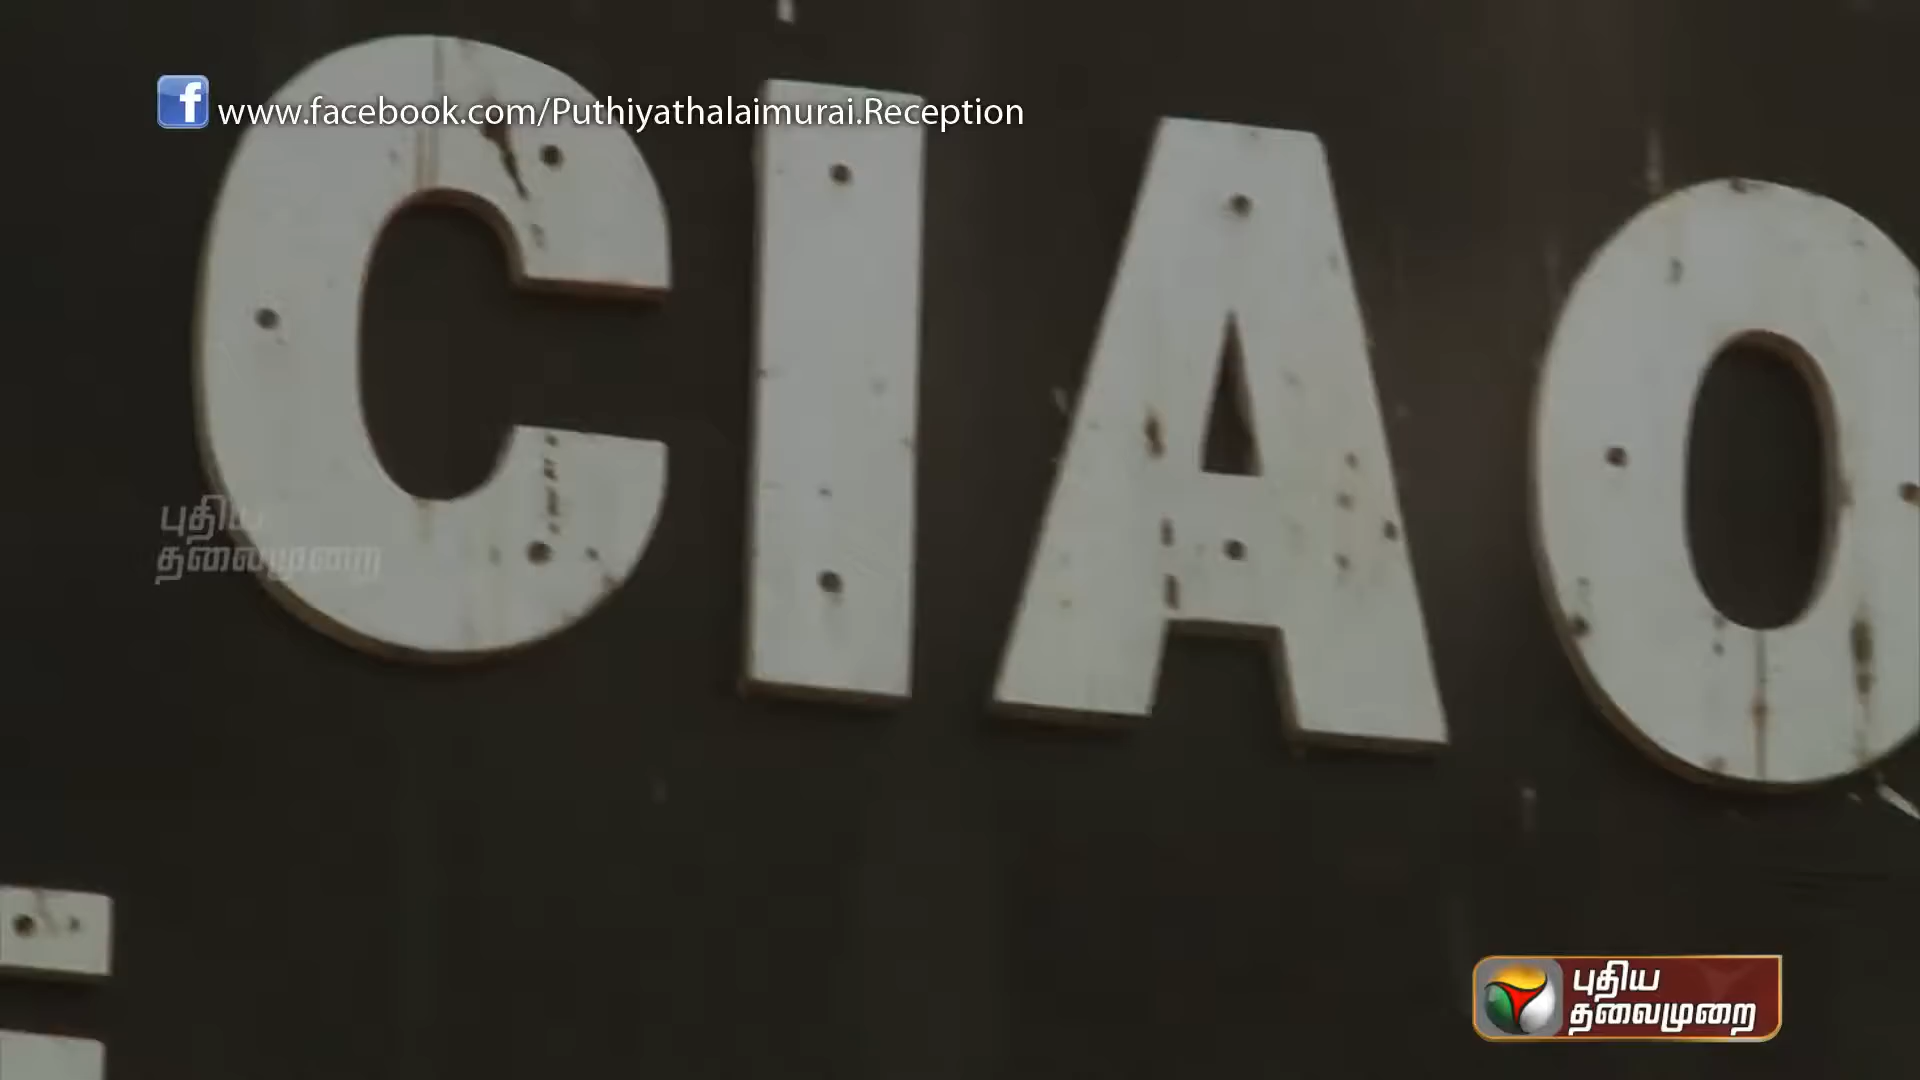 www.facebook.com/Puthiyathalaimurai.Reception
CIAO
புதிய
தலைமுறை
புதிய
தலைமுறை